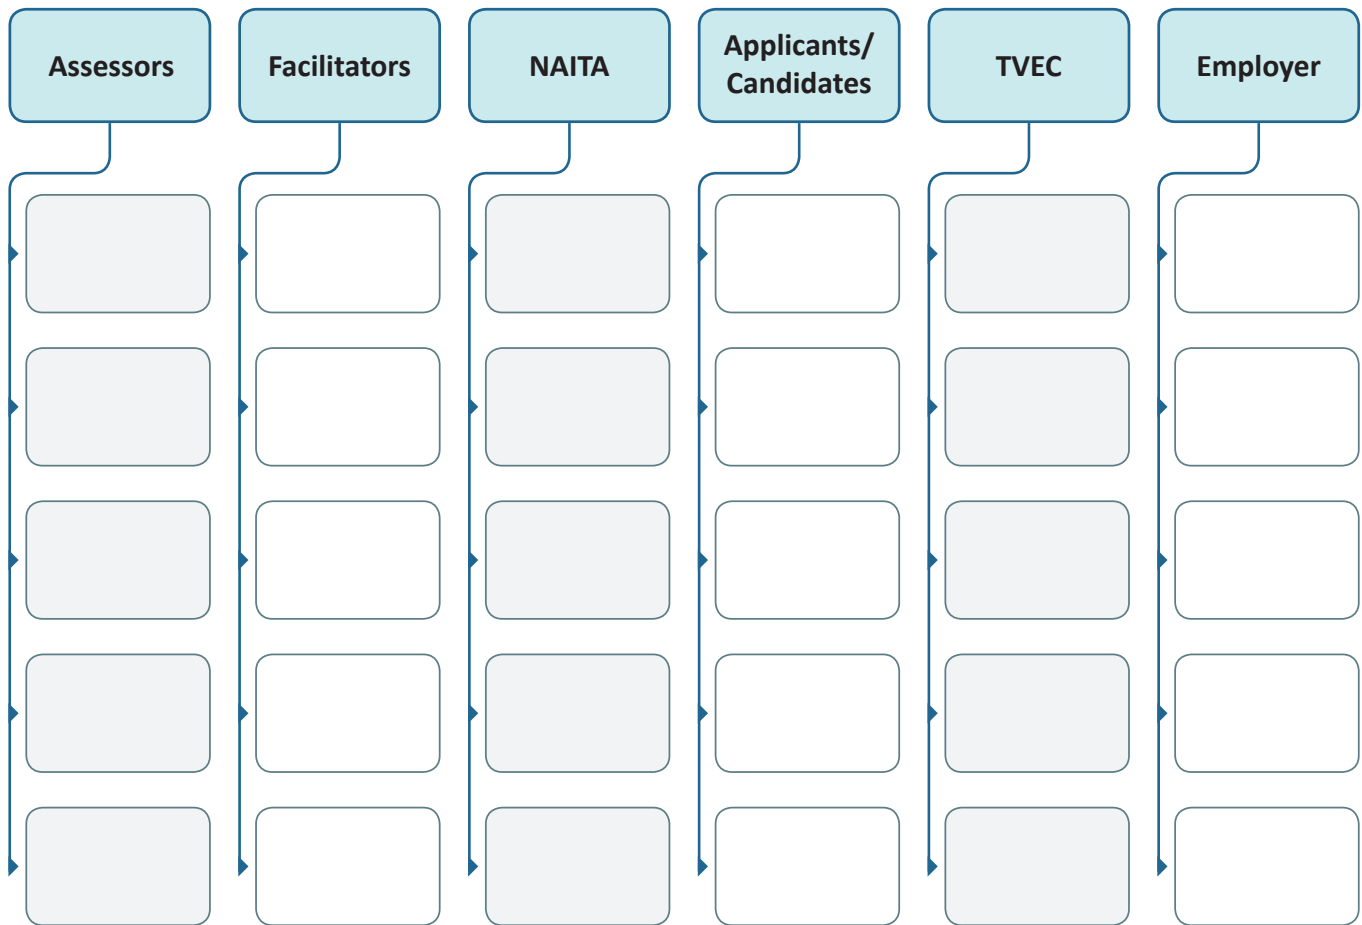 Assessors
Facilitators
NAITA
Applicants/
Candidates
TVEC
Employer